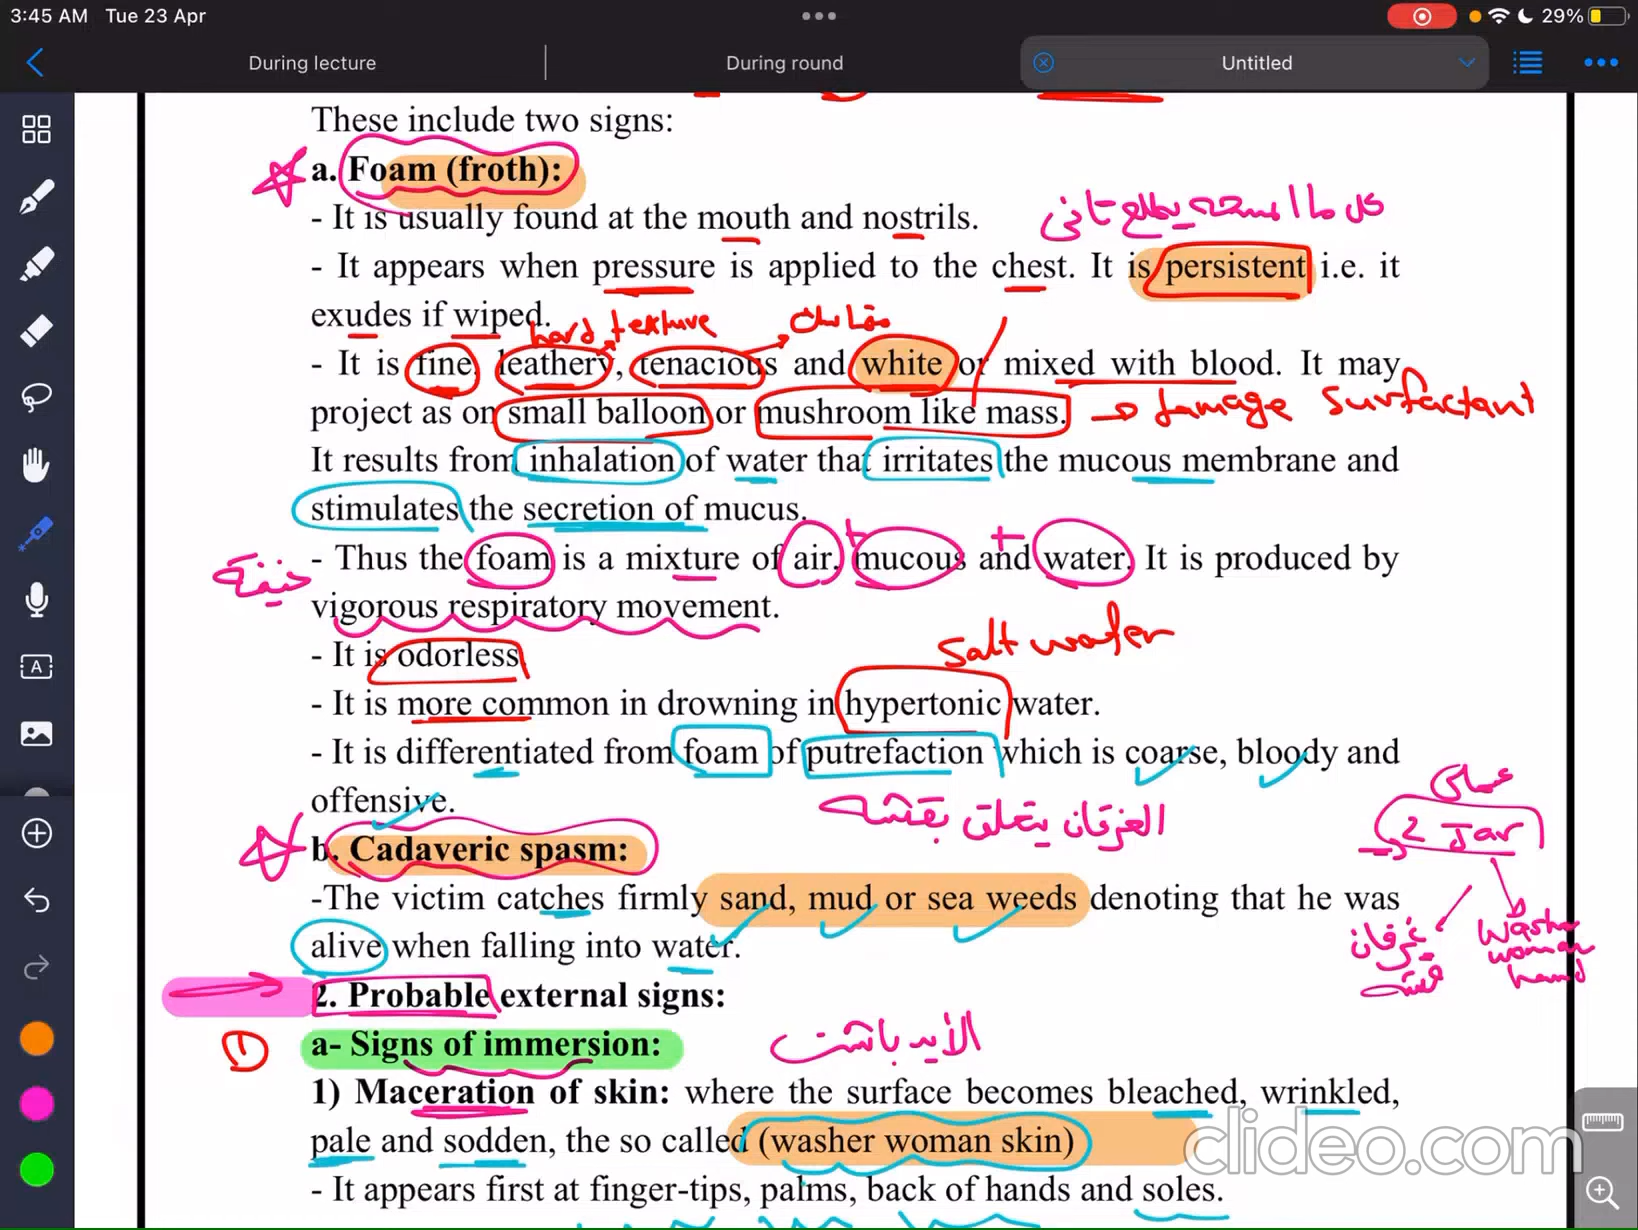 3:45 AM Tue 23 Apr
29%
During lecture
During round
Untitled
These include two signs:
a. Foam (froth):
- It is usually found at the mouth and nostrils.
كل ما امسحه يطلع تاني
- It appears when pressure is applied to the chest. It is persistent i.e. it
exudes if wiped.
hard texture
متماسك
- It is fine, leathery, tenacious and white or mixed with blood. It may
project as on small balloon or mushroom like mass.
→ damage surfactant
It results from inhalation of water that irritates the mucous membrane and
stimulates the secretion of mucus.
+ +
- Thus the foam is a mixture of air, mucous and water. It is produced by
vigorous respiratory movement.
- It is odorless.
salt water
- It is more common in drowning in hypertonic water.
- It is differentiated from foam of putrefaction which is coarse, bloody and
offensive.
الغرقان يتعلق بقشه
b. Cadaveric spasm:
2 Jar
-The victim catches firmly sand, mud or sea weeds denoting that he was
alive when falling into water.
غرقان
washer
woman
hand
2. Probable external signs:
1
a- Signs of immersion:
1) Maceration of skin: where the surface becomes bleached, wrinkled,
pale and sodden, the so called (washer woman skin)
- It appears first at finger-tips, palms, back of hands and soles.
clideo.com